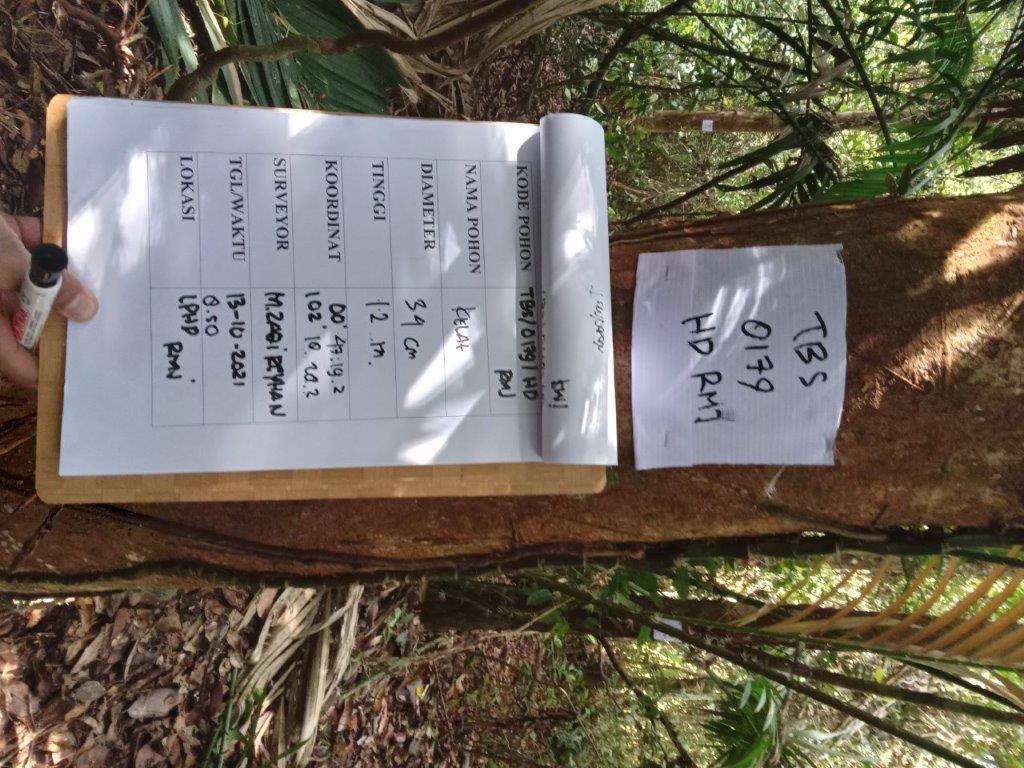 TBS
0179
HD RMJ
KODE POHON TBS/0179/HD
RMJ
NAMA POHON KELAT
DIAMETER 34 cm
TINGGI 12 m.
KOORDINAT 00° 47:19.2
102° 10. 20.2
SURVEYOR M.ZAQI REYHAN
TGL/WAKTU 13-10-2021
8.50
LOKASI LPHD
RMJ